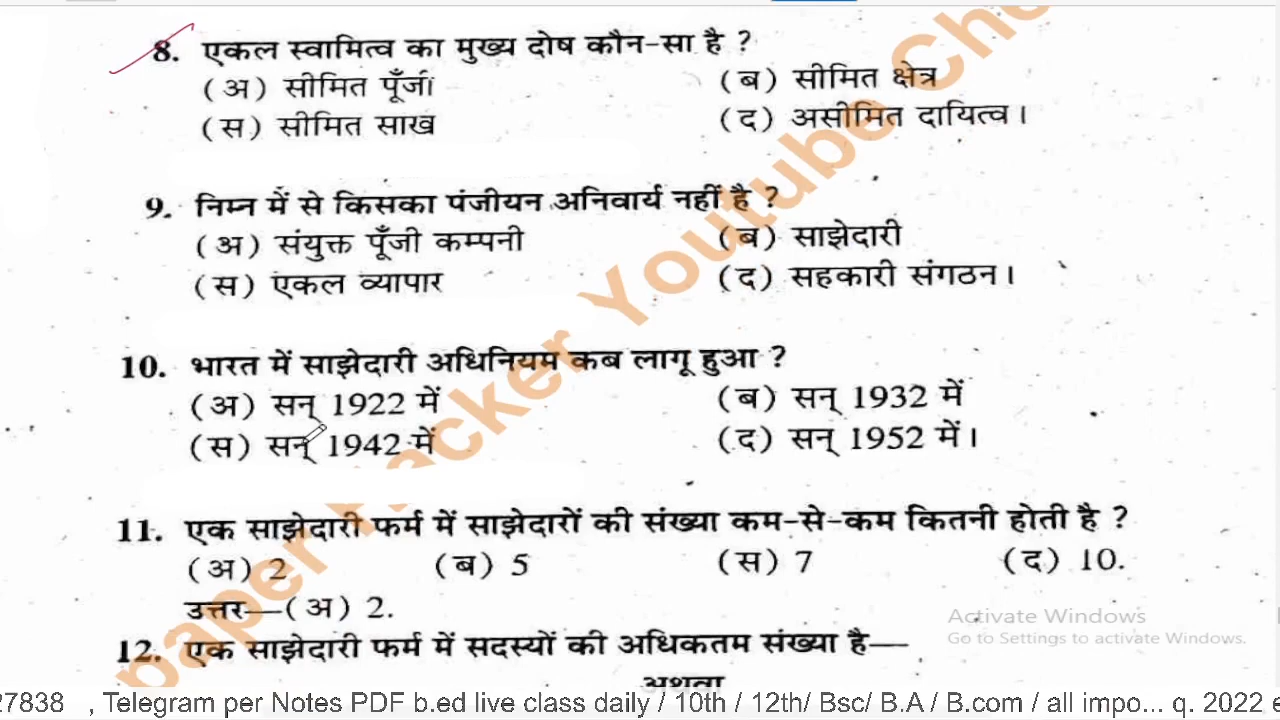 8. एकल स्वामित्व का मुख्य दोष कौन-सा है ?
(अ) सीमित पूँजी (ब) सीमित क्षेत्र
(स) सीमित साख (द) असीमित दायित्व।
9. निम्न में से किसका पंजीयन अनिवार्य नहीं है ?
(अ) संयुक्त पूँजी कम्पनी (ब) साझेदारी
(स) एकल व्यापार (द) सहकारी संगठन।
10. भारत में साझेदारी अधिनियम कब लागू हुआ ?
(अ) सन् 1922 में (ब) सन् 1932 में
(स) सन् 1942 में (द) सन् 1952 में।
11. एक साझेदारी फर्म में साझेदारों की संख्या कम-से-कम कितनी होती है ?
(अ) 2 (ब) 5 (स) 7 (द) 10.
उत्तर—(अ) 2.
12. एक साझेदारी फर्म में सदस्यों की अधिकतम संख्या है—
अथवा
paper Hacker Youtube Che
Activate Windows
Go to Settings to activate Windows.
27838 , Telegram per Notes PDF b.ed live class daily / 10th / 12th/ Bsc/ B.A / B.com / all impo... q. 2022 e